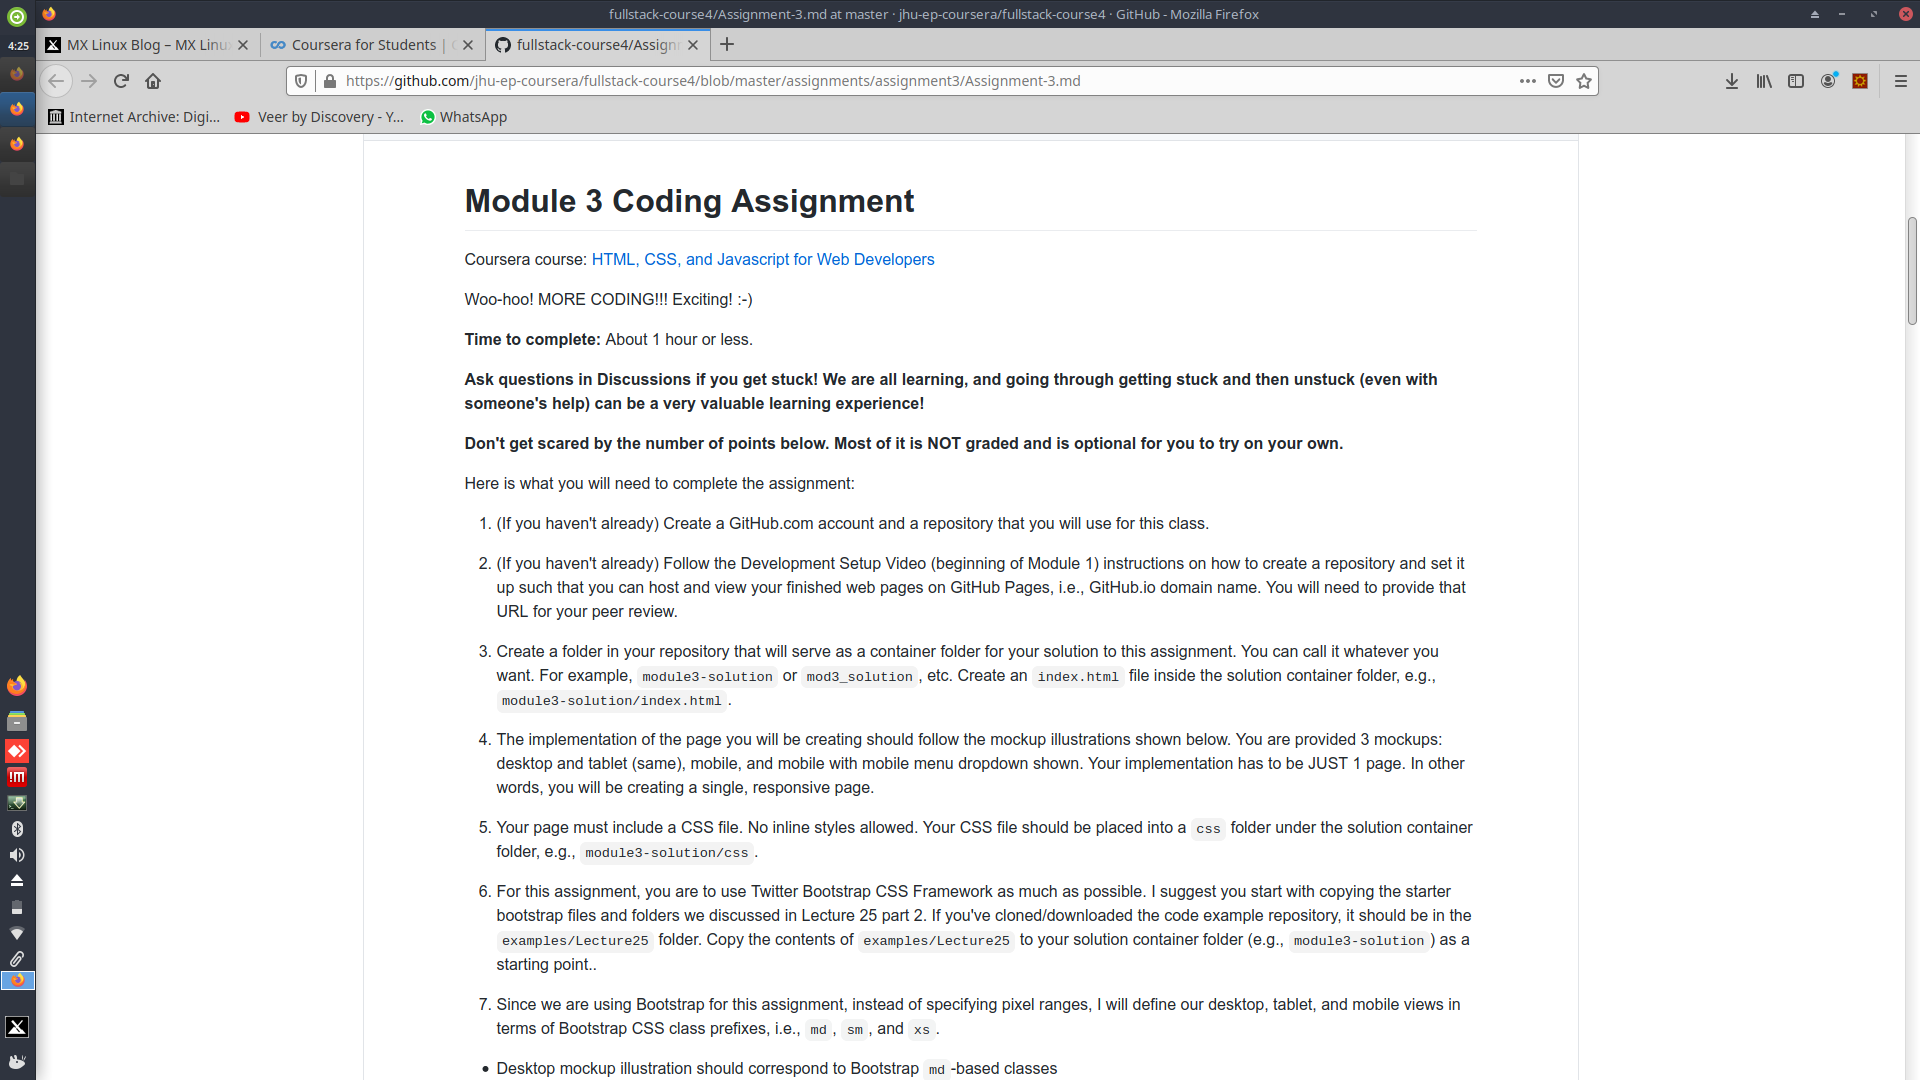 fullstack-course4/Assignment-3.md at master · jhu-ep-coursera/fullstack-course4 · GitHub - Mozilla Firefox
4:25
MX Linux Blog – MX Linu
Coursera for Students |
fullstack-course4/Assignr
https://github.com/jhu-ep-coursera/fullstack-course4/blob/master/assignments/assignment3/Assignment-3.md
Internet Archive: Digi...
Veer by Discovery - Y...
WhatsApp
Module 3 Coding Assignment
Coursera course: HTML, CSS, and Javascript for Web Developers
Woo-hoo! MORE CODING!!! Exciting! :-)
Time to complete: About 1 hour or less.
Ask questions in Discussions if you get stuck! We are all learning, and going through getting stuck and then unstuck (even with
someone's help) can be a very valuable learning experience!
Don't get scared by the number of points below. Most of it is NOT graded and is optional for you to try on your own.
Here is what you will need to complete the assignment:
1. (If you haven't already) Create a GitHub.com account and a repository that you will use for this class.
2. (If you haven't already) Follow the Development Setup Video (beginning of Module 1) instructions on how to create a repository and set it
up such that you can host and view your finished web pages on GitHub Pages, i.e., GitHub.io domain name. You will need to provide that
URL for your peer review.
3. Create a folder in your repository that will serve as a container folder for your solution to this assignment. You can call it whatever you
want. For example, module3-solution or mod3_solution , etc. Create an index.html file inside the solution container folder, e.g.,
module3-solution/index.html .
4. The implementation of the page you will be creating should follow the mockup illustrations shown below. You are provided 3 mockups:
desktop and tablet (same), mobile, and mobile with mobile menu dropdown shown. Your implementation has to be JUST 1 page. In other
words, you will be creating a single, responsive page.
5. Your page must include a CSS file. No inline styles allowed. Your CSS file should be placed into a css folder under the solution container
folder, e.g., module3-solution/css .
6. For this assignment, you are to use Twitter Bootstrap CSS Framework as much as possible. I suggest you start with copying the starter
bootstrap files and folders we discussed in Lecture 25 part 2. If you've cloned/downloaded the code example repository, it should be in the
examples/Lecture25 folder. Copy the contents of examples/Lecture25 to your solution container folder (e.g., module3-solution ) as a
starting point..
7. Since we are using Bootstrap for this assignment, instead of specifying pixel ranges, I will define our desktop, tablet, and mobile views in
terms of Bootstrap CSS class prefixes, i.e., md , sm , and xs .
• Desktop mockup illustration should correspond to Bootstrap md -based classes